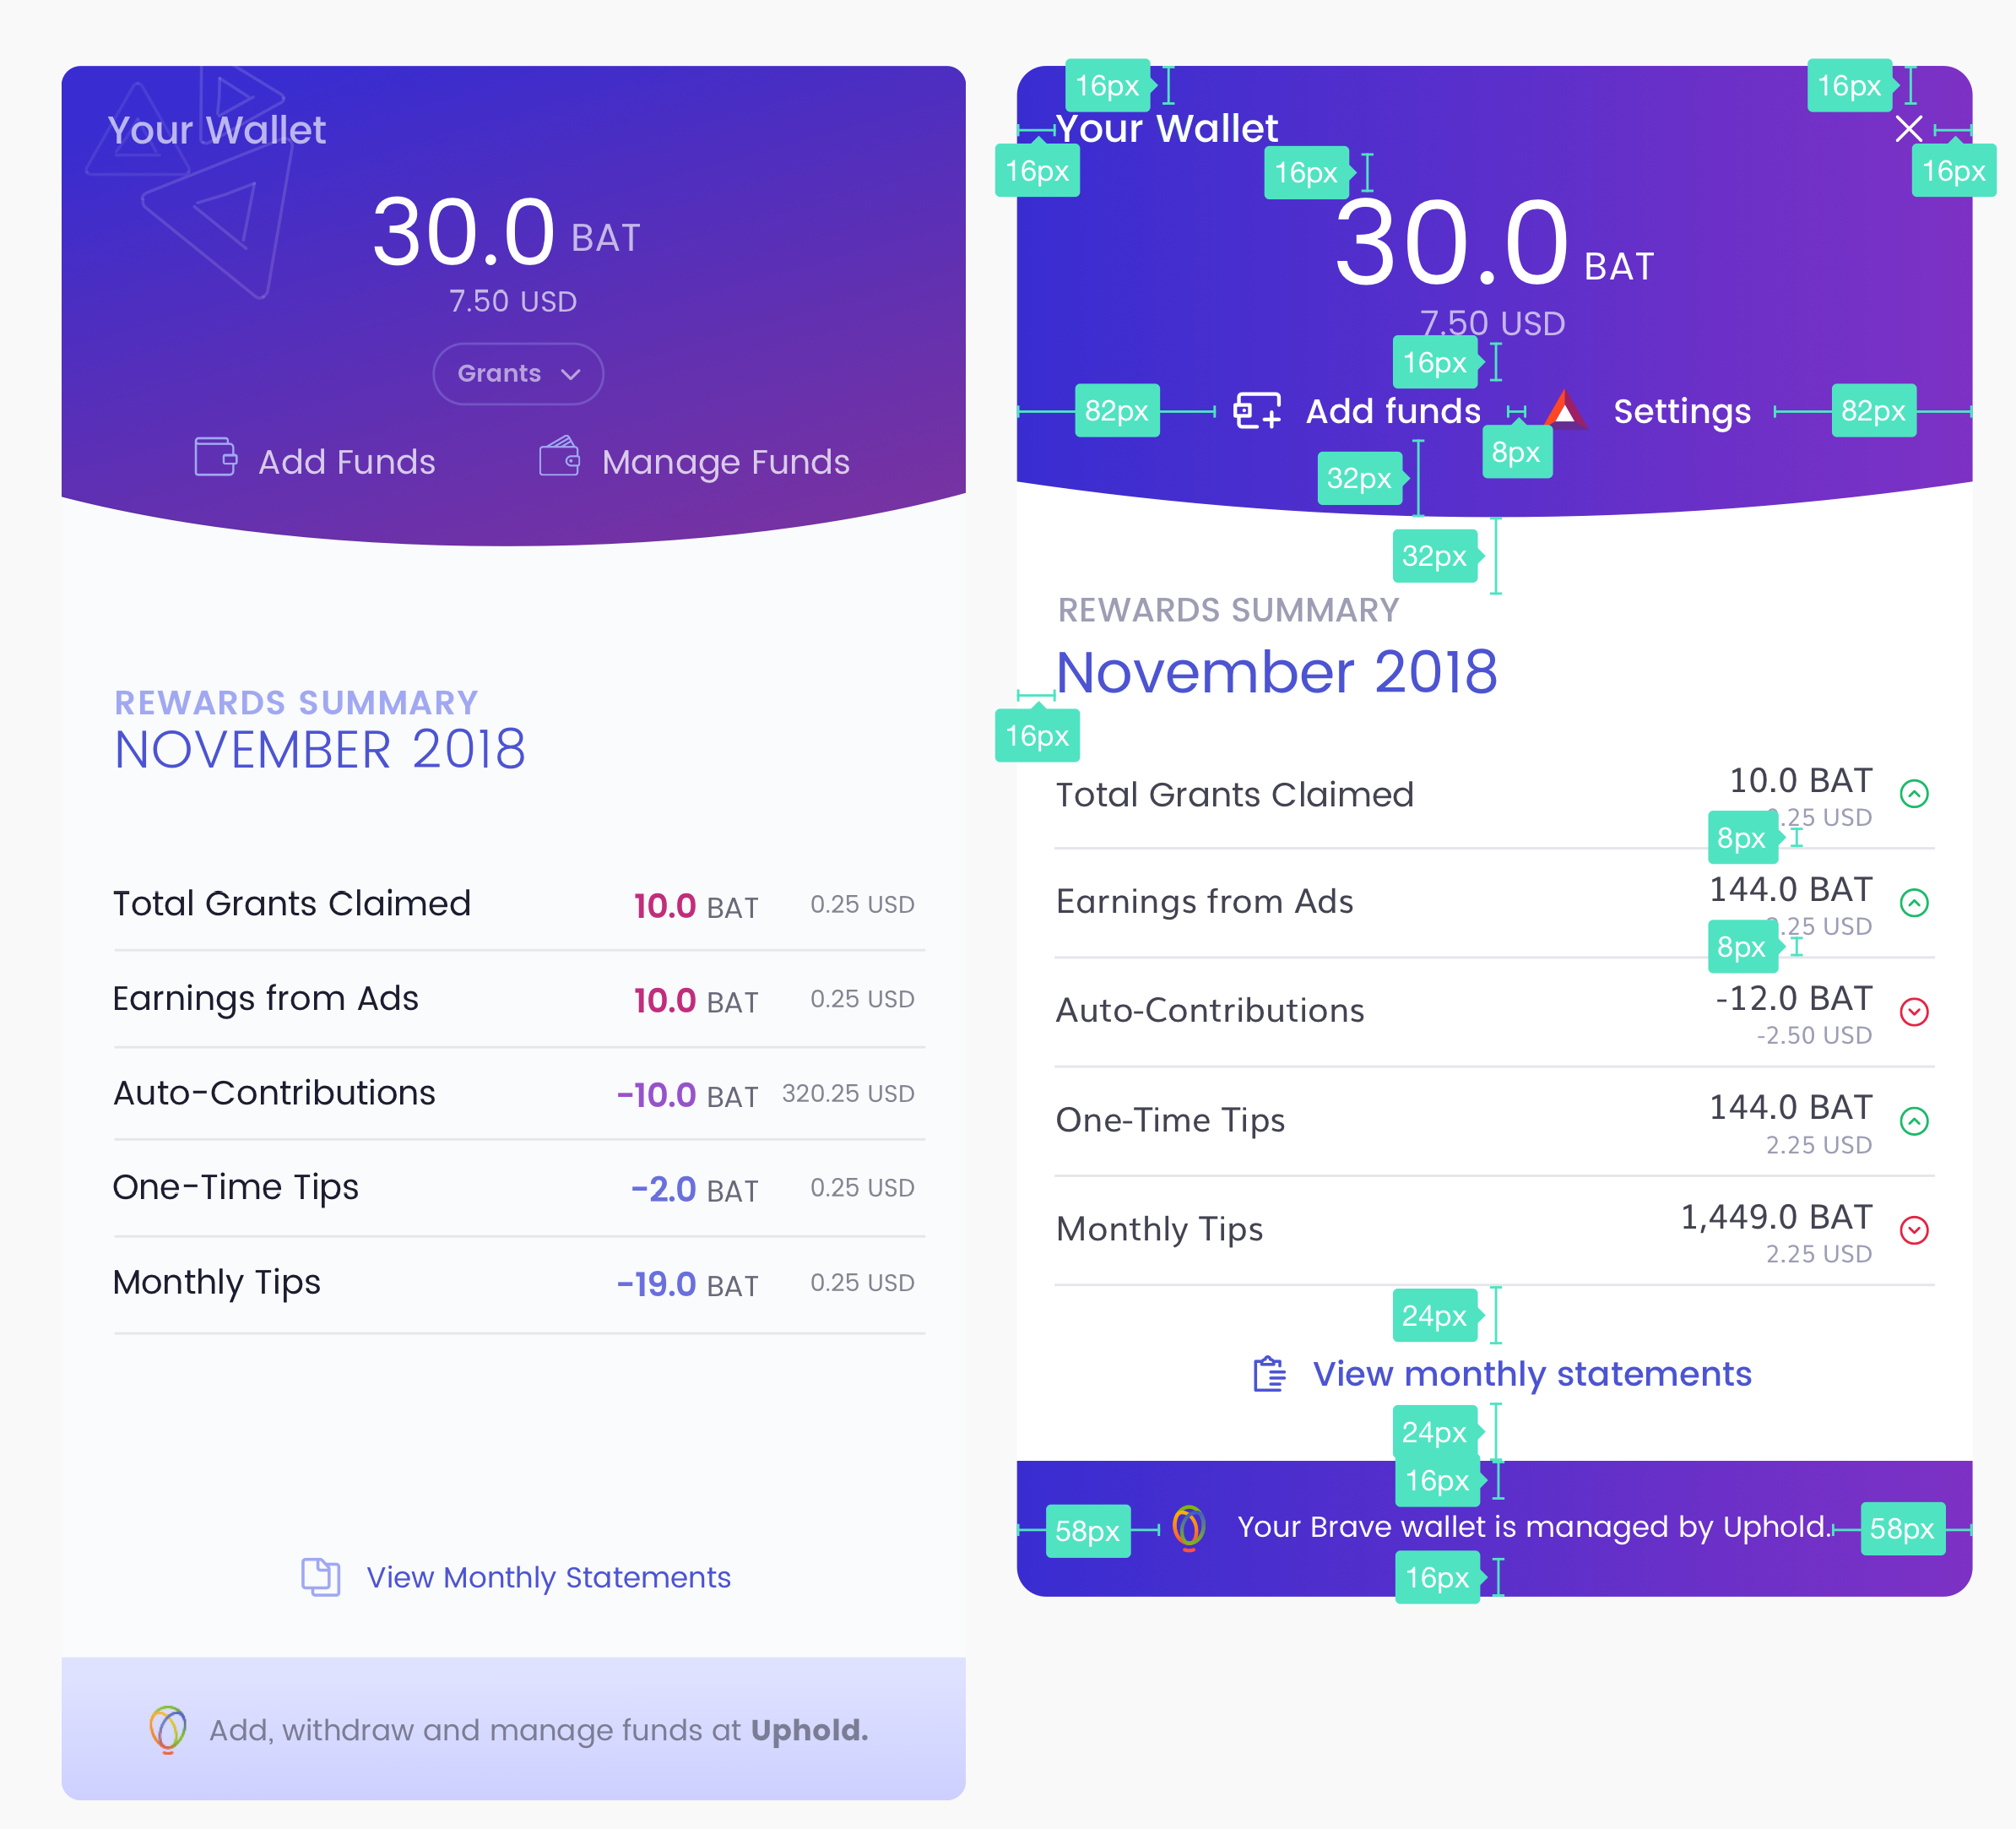 Your Wallet
30.0 BAT
7.50 USD
Grants
Add Funds
Manage Funds
REWARDS SUMMARY
NOVEMBER 2018
Total Grants Claimed 10.0 BAT 0.25 USD
Earnings from Ads 10.0 BAT 0.25 USD
Auto-Contributions -10.0 BAT 320.25 USD
One-Time Tips -2.0 BAT 0.25 USD
Monthly Tips -19.0 BAT 0.25 USD
View Monthly Statements
Add, withdraw and manage funds at Uphold.
16px
16px
Your Wallet
16px
16px
16px
30.0 BAT
7.50 USD
16px
82px
Add funds
Settings
82px
8px
32px
32px
REWARDS SUMMARY
November 2018
16px
Total Grants Claimed 10.0 BAT
.25 USD
8px
Earnings from Ads 144.0 BAT
.25 USD
8px
Auto-Contributions -12.0 BAT
-2.50 USD
One-Time Tips 144.0 BAT
2.25 USD
Monthly Tips 1,449.0 BAT
2.25 USD
24px
View monthly statements
24px
16px
58px
Your Brave wallet is managed by Uphold.
58px
16px